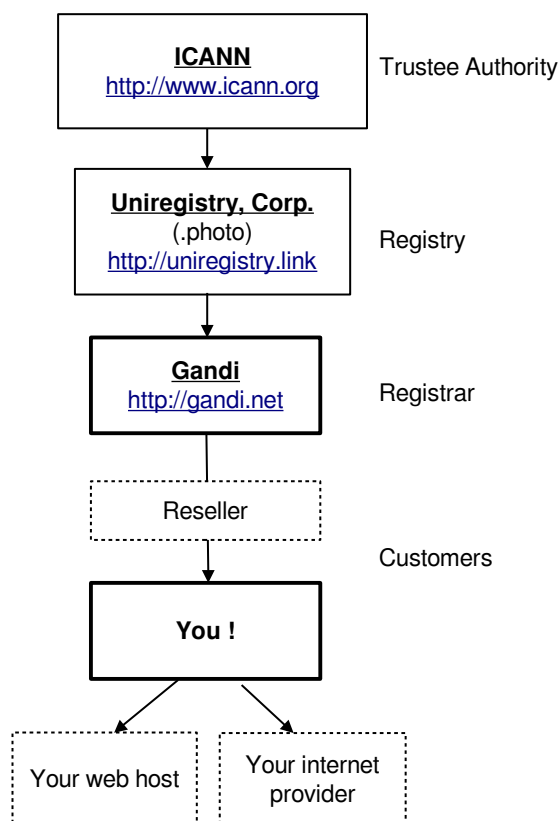 ICANN
http://www.icann.org
Trustee Authority
Uniregistry, Corp.
(.photo)
http://uniregistry.link
Registry
Gandi
http://gandi.net
Registrar
Reseller
Customers
You !
Your web host
Your internet
provider